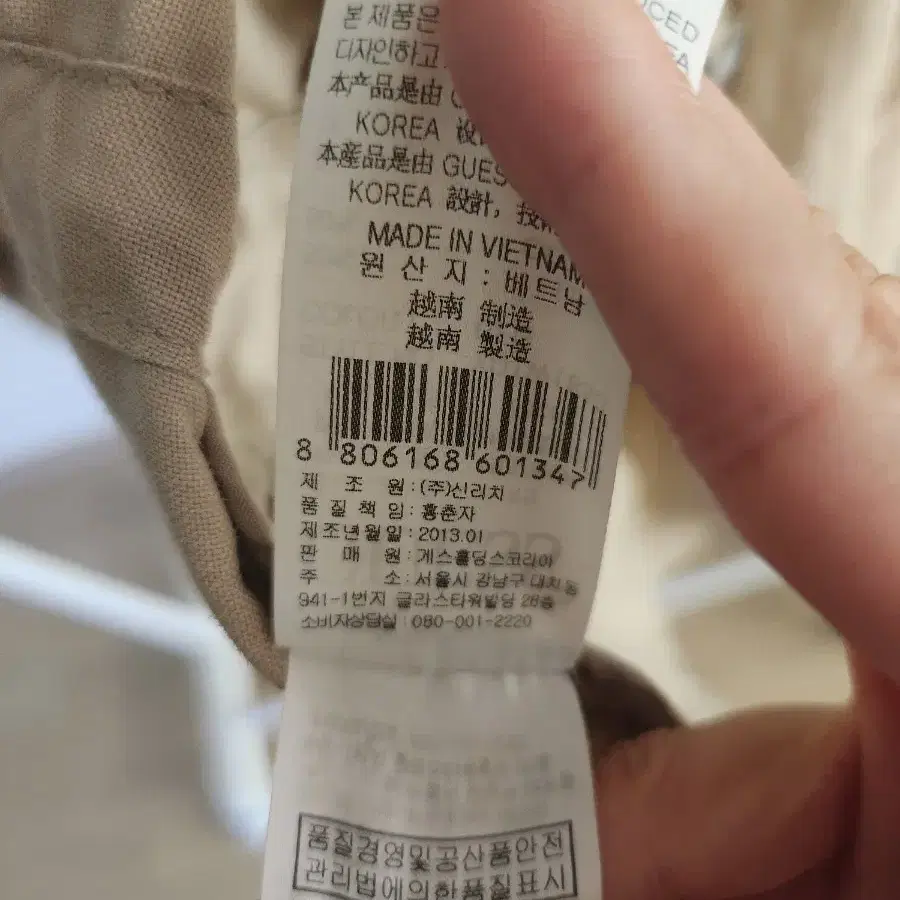 UCED
EA
본 제품은
디자인하고
本产品是由 G
KOREA 设计
本産品是由 GUES
KOREA 設計, 技術
MADE IN VIETNAM
원 산 지 : 베트남
越南 制造
越南 製造
8 806168 601347
제 조 원 : (주)신리치
품 질 책 임 : 홍춘자
제조년월일 : 2013.01
판 매 원 : 게스홀딩스코리아
주 소 : 서울시 강남구 대치동
941-1번지 글라스타워빌딩 28층
소비자상담실 : 080-001-2220
품질경영및공산품안전
관리법에의한품질표시